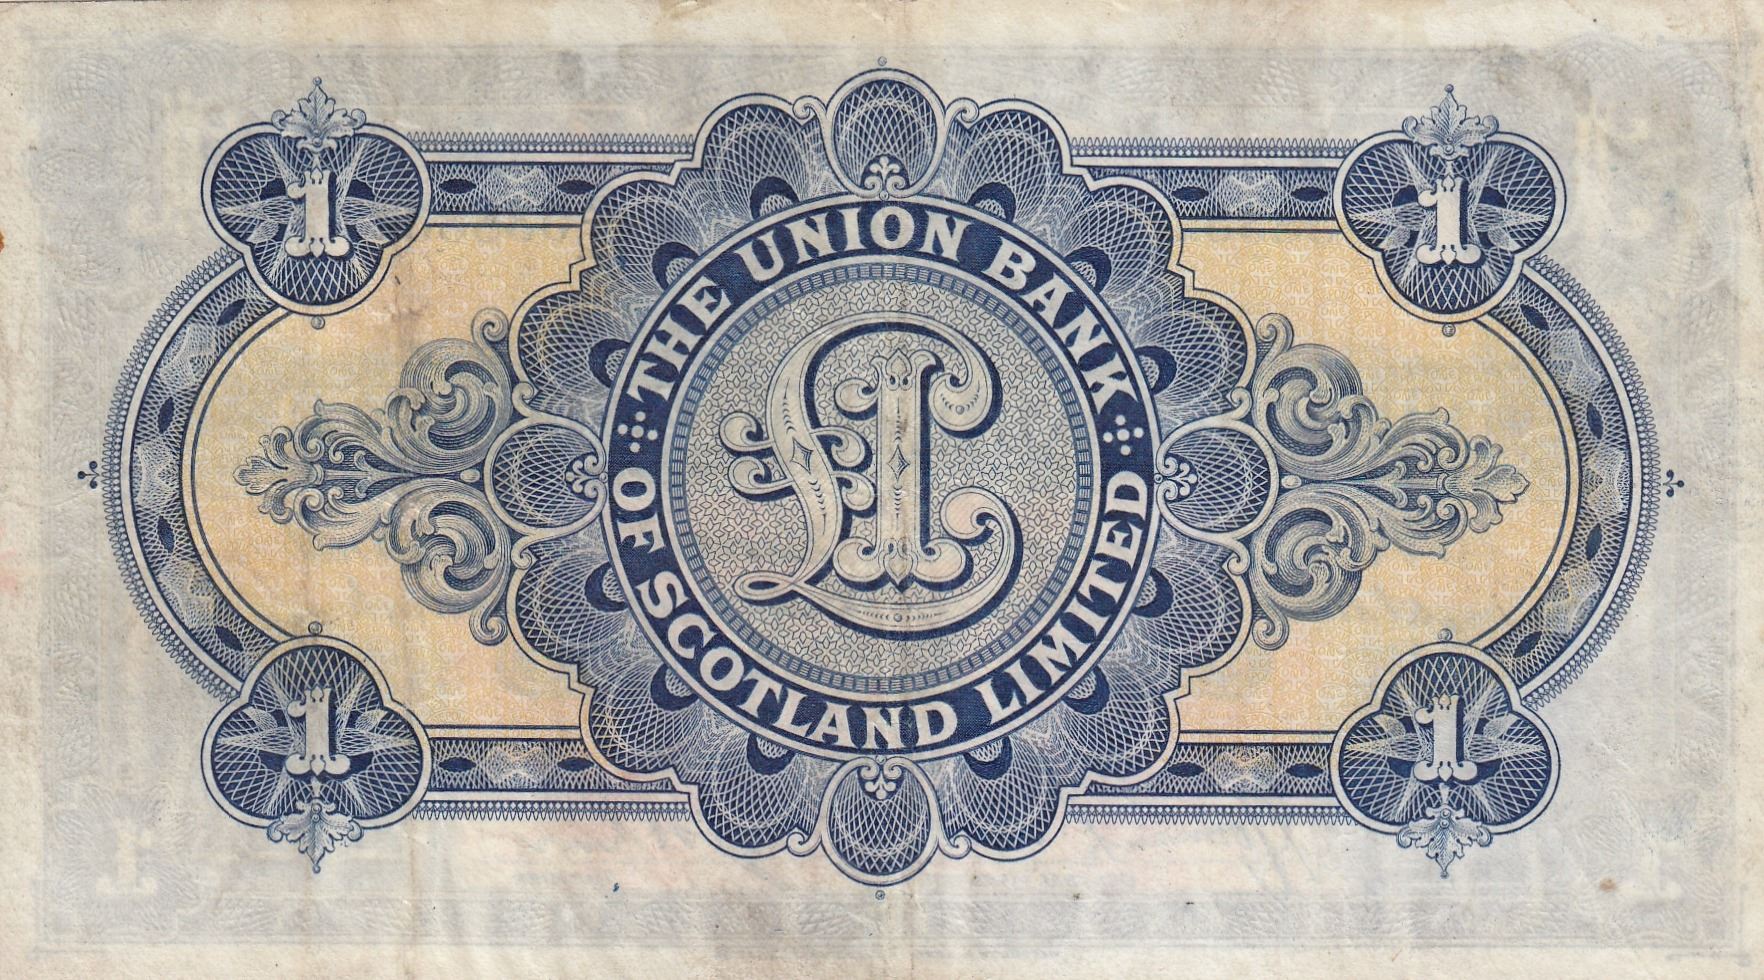 1
1
THE UNION BANK
£1
OF SCOTLAND LIMITED
1
1